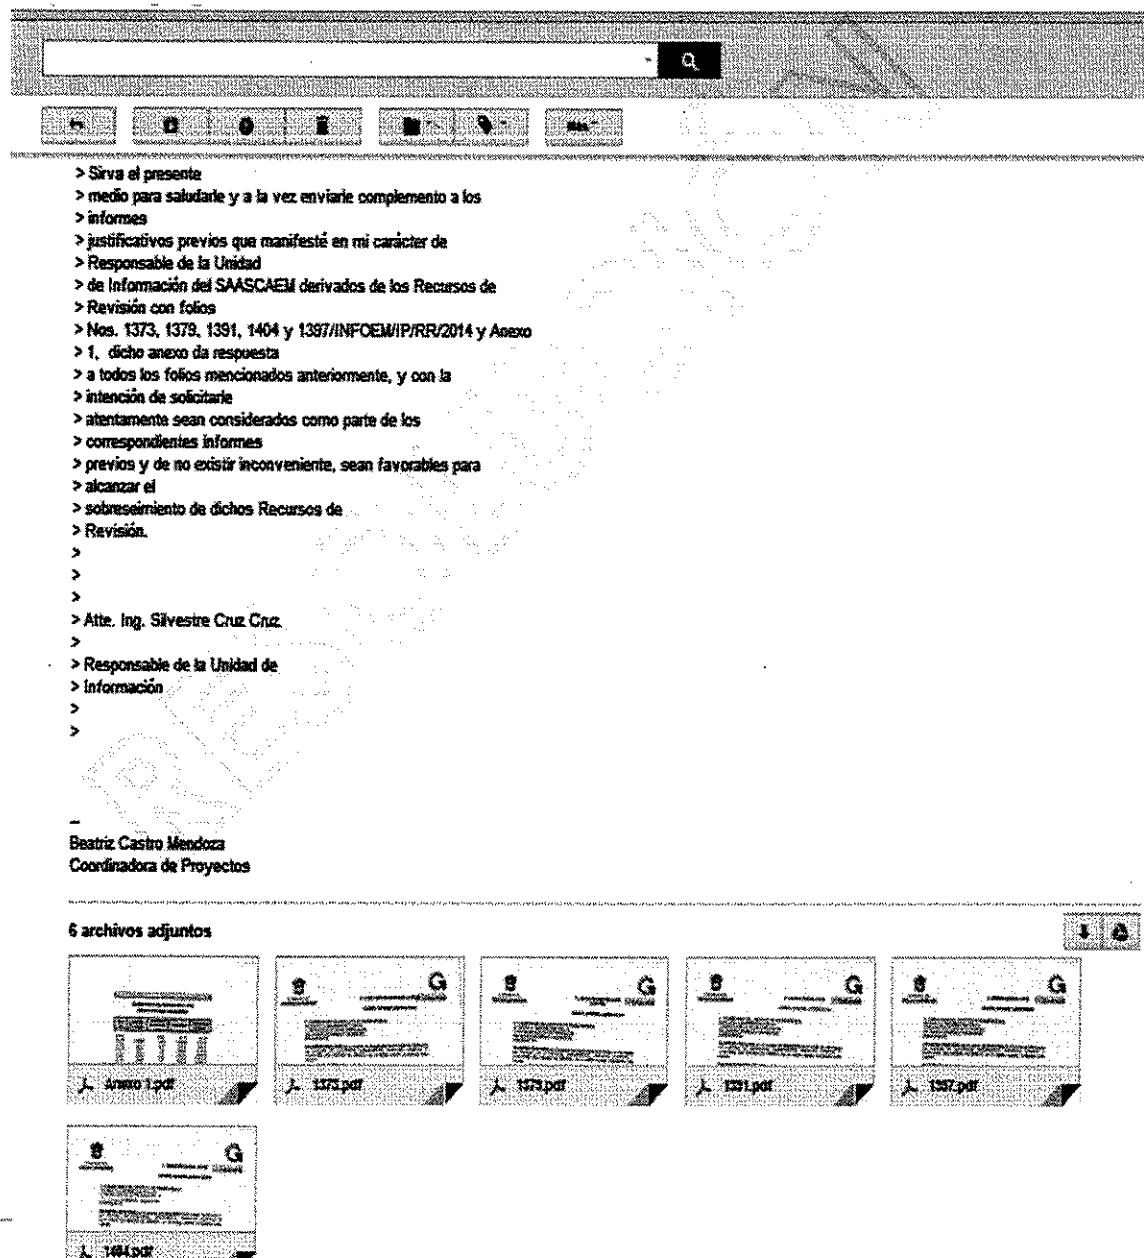 > Sirva el presente
> medio para saludarle y a la vez enviarle complemento a los
> informes
> justificativos previos que manifesté en mi carácter de
> Responsable de la Unidad
> de Información del SAASCAEM derivados de los Recursos de
> Revisión con folios
> Nos. 1373, 1379, 1391, 1404 y 1397/INFOEM/IP/RR/2014 y Anexo
> 1, dicho anexo da respuesta
> a todos los folios mencionados anteriormente, y con la
> intención de solicitarle
> atentamente sean considerados como parte de los
> correspondientes informes
> previos y de no existir inconveniente, sean favorables para
> alcanzar el
> sobreseimiento de dichos Recursos de
> Revisión.
>
>
>
> Atte. Ing. Silvestre Cruz Cruz.
>
> Responsable de la Unidad de
> Información
>
>
--
Beatriz Castro Mendoza
Coordinadora de Proyectos
6 archivos adjuntos
Anexo 1.pdf
1373.pdf
1379.pdf
1391.pdf
1397.pdf
1404.pdf